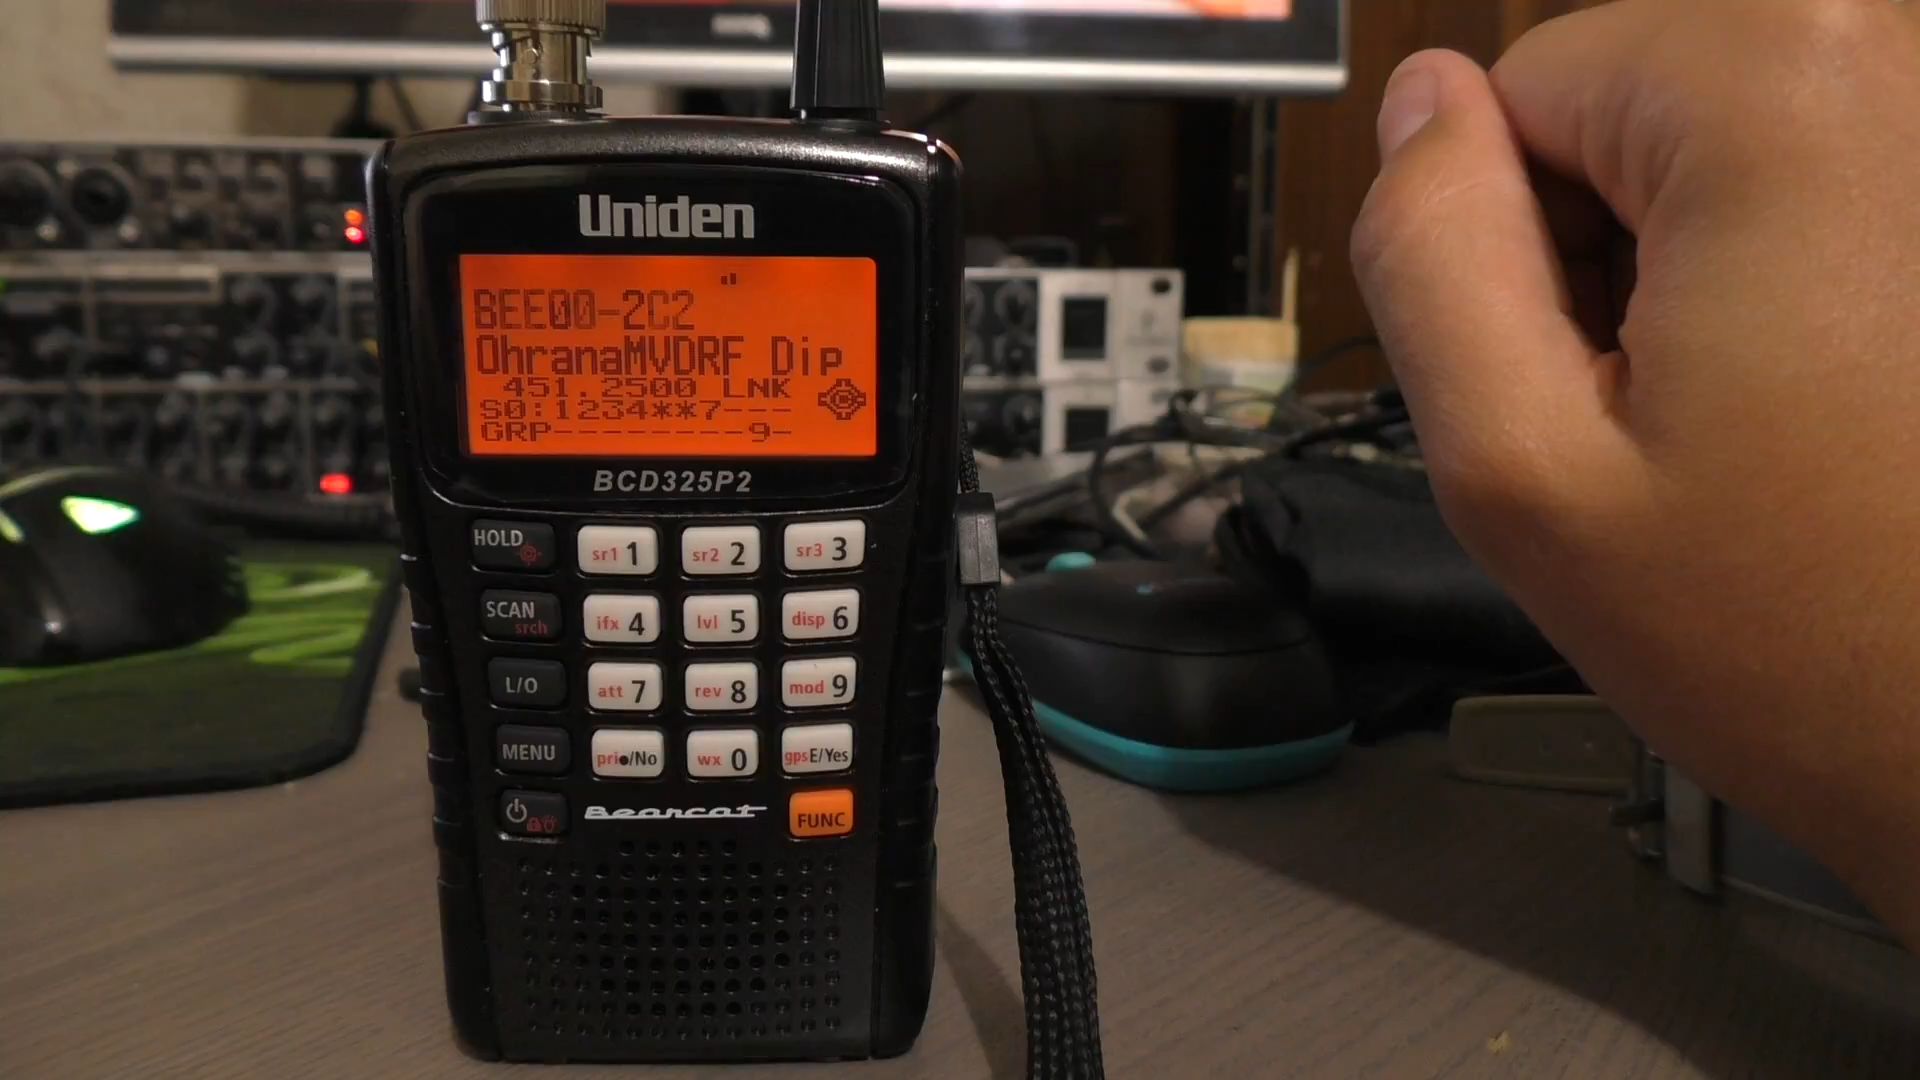 Uniden
BEE00-2C2
OhranaMVDRF Dip
451.2500 LNK
S0:1234**7---
GRP--------9-
BCD325P2
HOLD sr1 1 sr2 2 sr3 3
SCAN srch ifx 4 lvl 5 disp 6
L/O att 7 rev 8 mod 9
MENU pri●/No wx 0 gps E/Yes
Bearcat FUNC